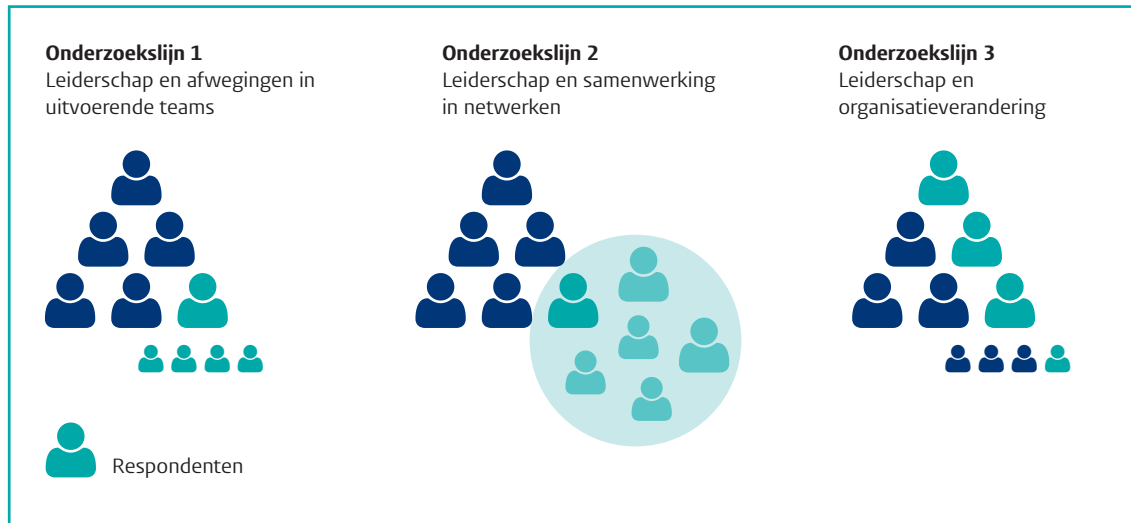 Onderzoekslijn 1
Leiderschap en afwegingen in
uitvoerende teams
Onderzoekslijn 2
Leiderschap en samenwerking
in netwerken
Onderzoekslijn 3
Leiderschap en
organisatieverandering
Respondenten